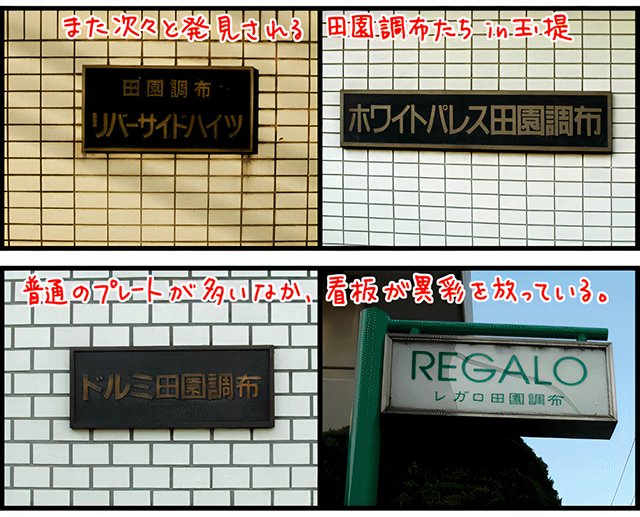 また次々と発見される 田園調布たち in玉堤
田園調布
リバーサイドハイツ
ホワイトパレス田園調布
普通のプレートが多いなか、看板が異彩を放っている。
ドルミ田園調布
REGALO
レガロ田園調布